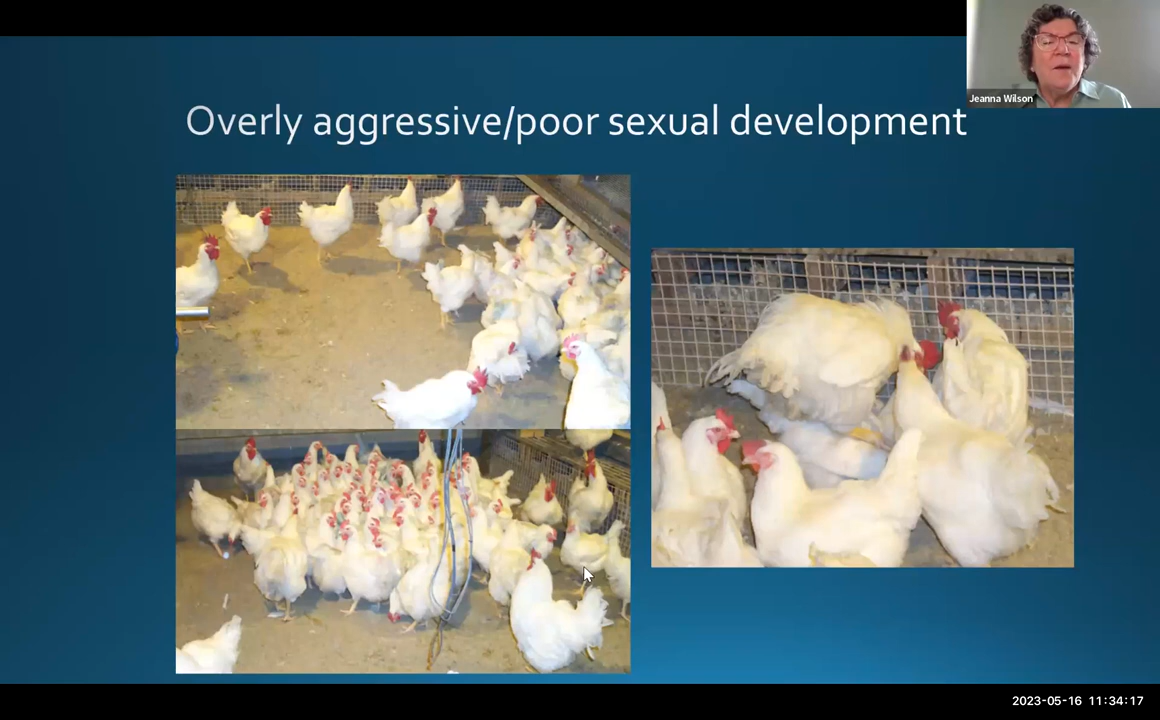 Jeanna Wilson
Overly aggressive/poor sexual development
2023-05-16 11:34:17